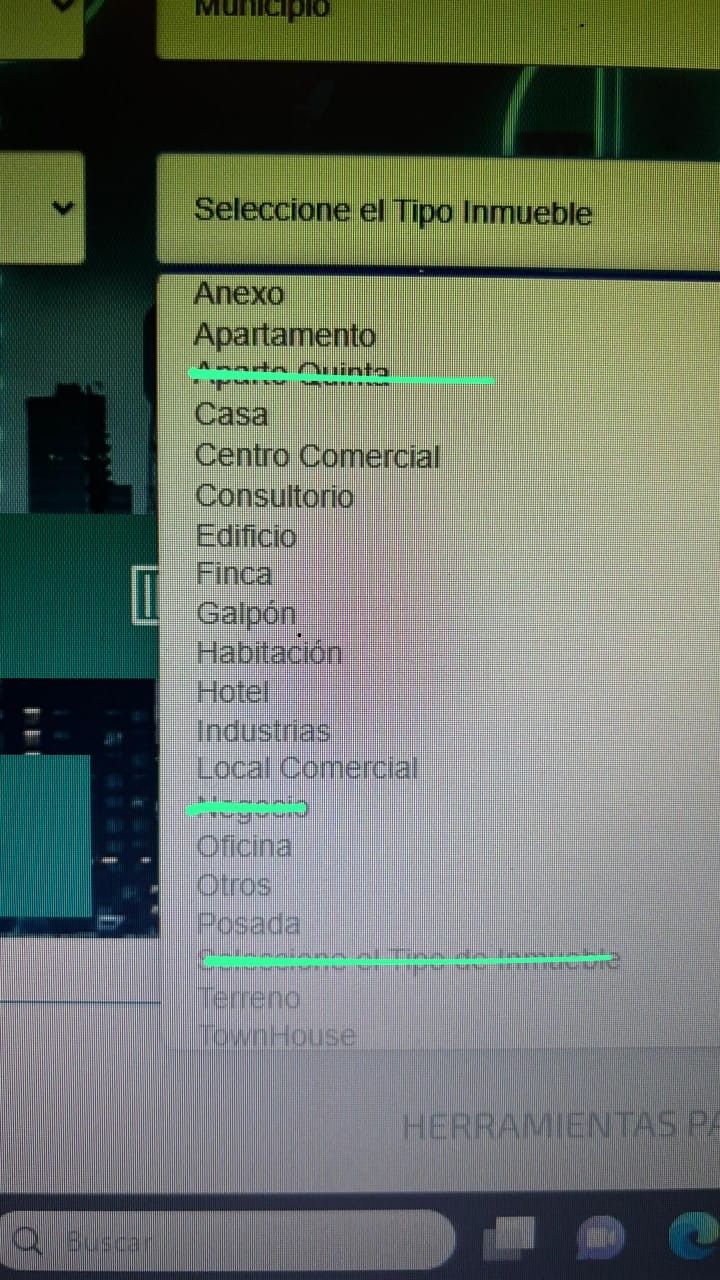 Municipio
Seleccione el Tipo Inmueble
Anexo
Apartamento
Aparto Quinta
Casa
Centro Comercial
Consultorio
Edificio
Finca
Galpón
Habitación
Hotel
Industrias
Local Comercial
Negocio
Oficina
Otros
Posada
Seleccione el Tipo de Inmueble
Terreno
TownHouse
HERRAMIENTAS PA
Buscar